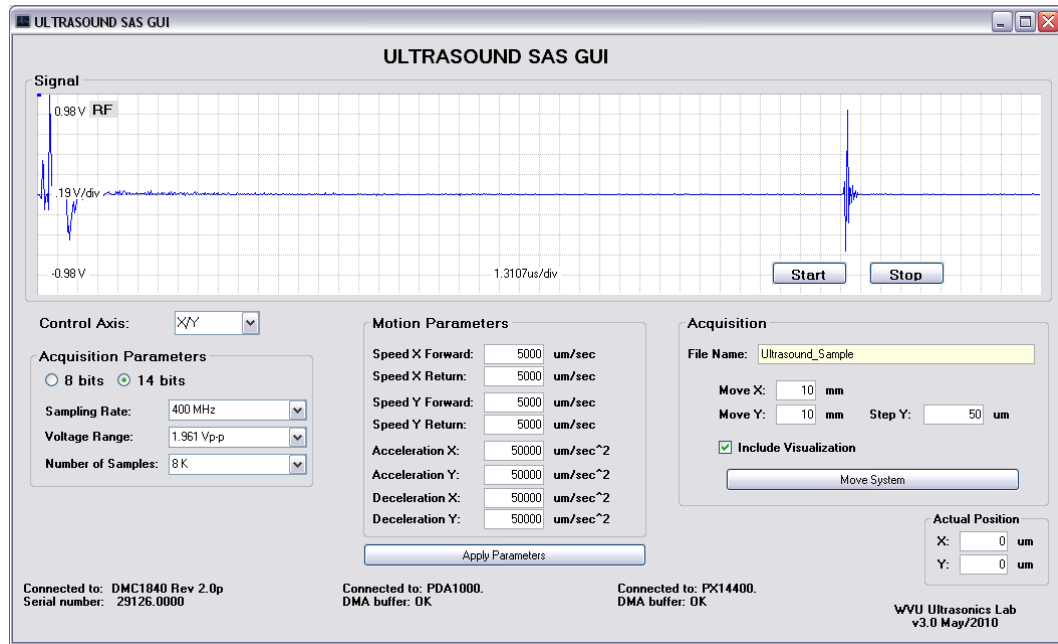 ULTRASOUND SAS GUI
ULTRASOUND SAS GUI
Signal
0.98 V RF
.19 V/div
-0.98 V
1.3107us/div
Start
Stop
Control Axis: X/Y
Acquisition Parameters
8 bits 14 bits
Sampling Rate: 400 MHz
Voltage Range: 1.961 Vp-p
Number of Samples: 8 K
Motion Parameters
Speed X Forward: 5000 um/sec
Speed X Return: 5000 um/sec
Speed Y Forward: 5000 um/sec
Speed Y Return: 5000 um/sec
Acceleration X: 50000 um/sec^2
Acceleration Y: 50000 um/sec^2
Deceleration X: 50000 um/sec^2
Deceleration Y: 50000 um/sec^2
Apply Parameters
Acquisition
File Name: Ultrasound_Sample
Move X: 10 mm
Move Y: 10 mm Step Y: 50 um
Include Visualization
Move System
Actual Position
X: 0 um
Y: 0 um
Connected to: DMC1840 Rev 2.0p
Serial number: 29126.0000
Connected to: PDA1000.
DMA buffer: OK
Connected to: PX14400.
DMA buffer: OK
WVU Ultrasonics Lab
v3.0 May/2010